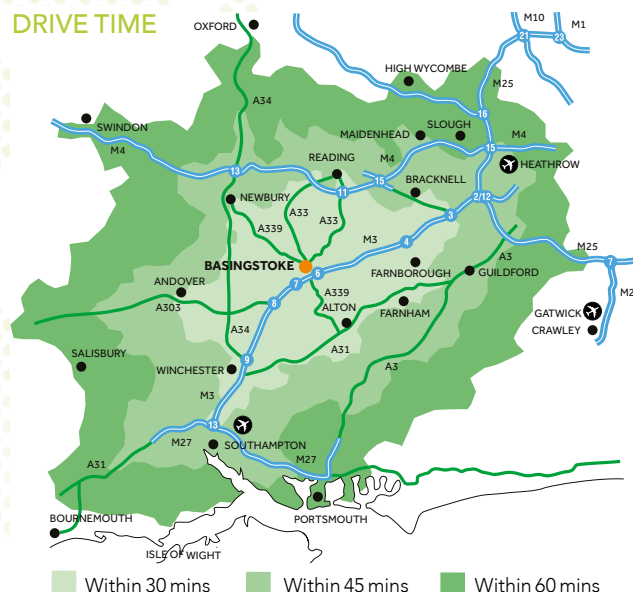 DRIVE TIME
OXFORD
M10
M1
21
23
HIGH WYCOMBE
M25
A34
16
SWINDON
MAIDENHEAD
SLOUGH
M4
M4
15
READING
M4
HEATHROW
13
15
BRACKNELL
11
NEWBURY
2/12
A33
A33
3
A339
M3
4
M25
BASINGSTOKE
A3
7
6
FARNBOROUGH
GUILDFORD
ANDOVER
7
A339
M2
8
A303
ALTON
FARNHAM
GATWICK
A34
CRAWLEY
A31
SALISBURY
9
WINCHESTER
A3
M3
13
M27
SOUTHAMPTON
M27
A31
BOURNEMOUTH
PORTSMOUTH
ISLE OF WIGHT
Within 30 mins
Within 45 mins
Within 60 mins